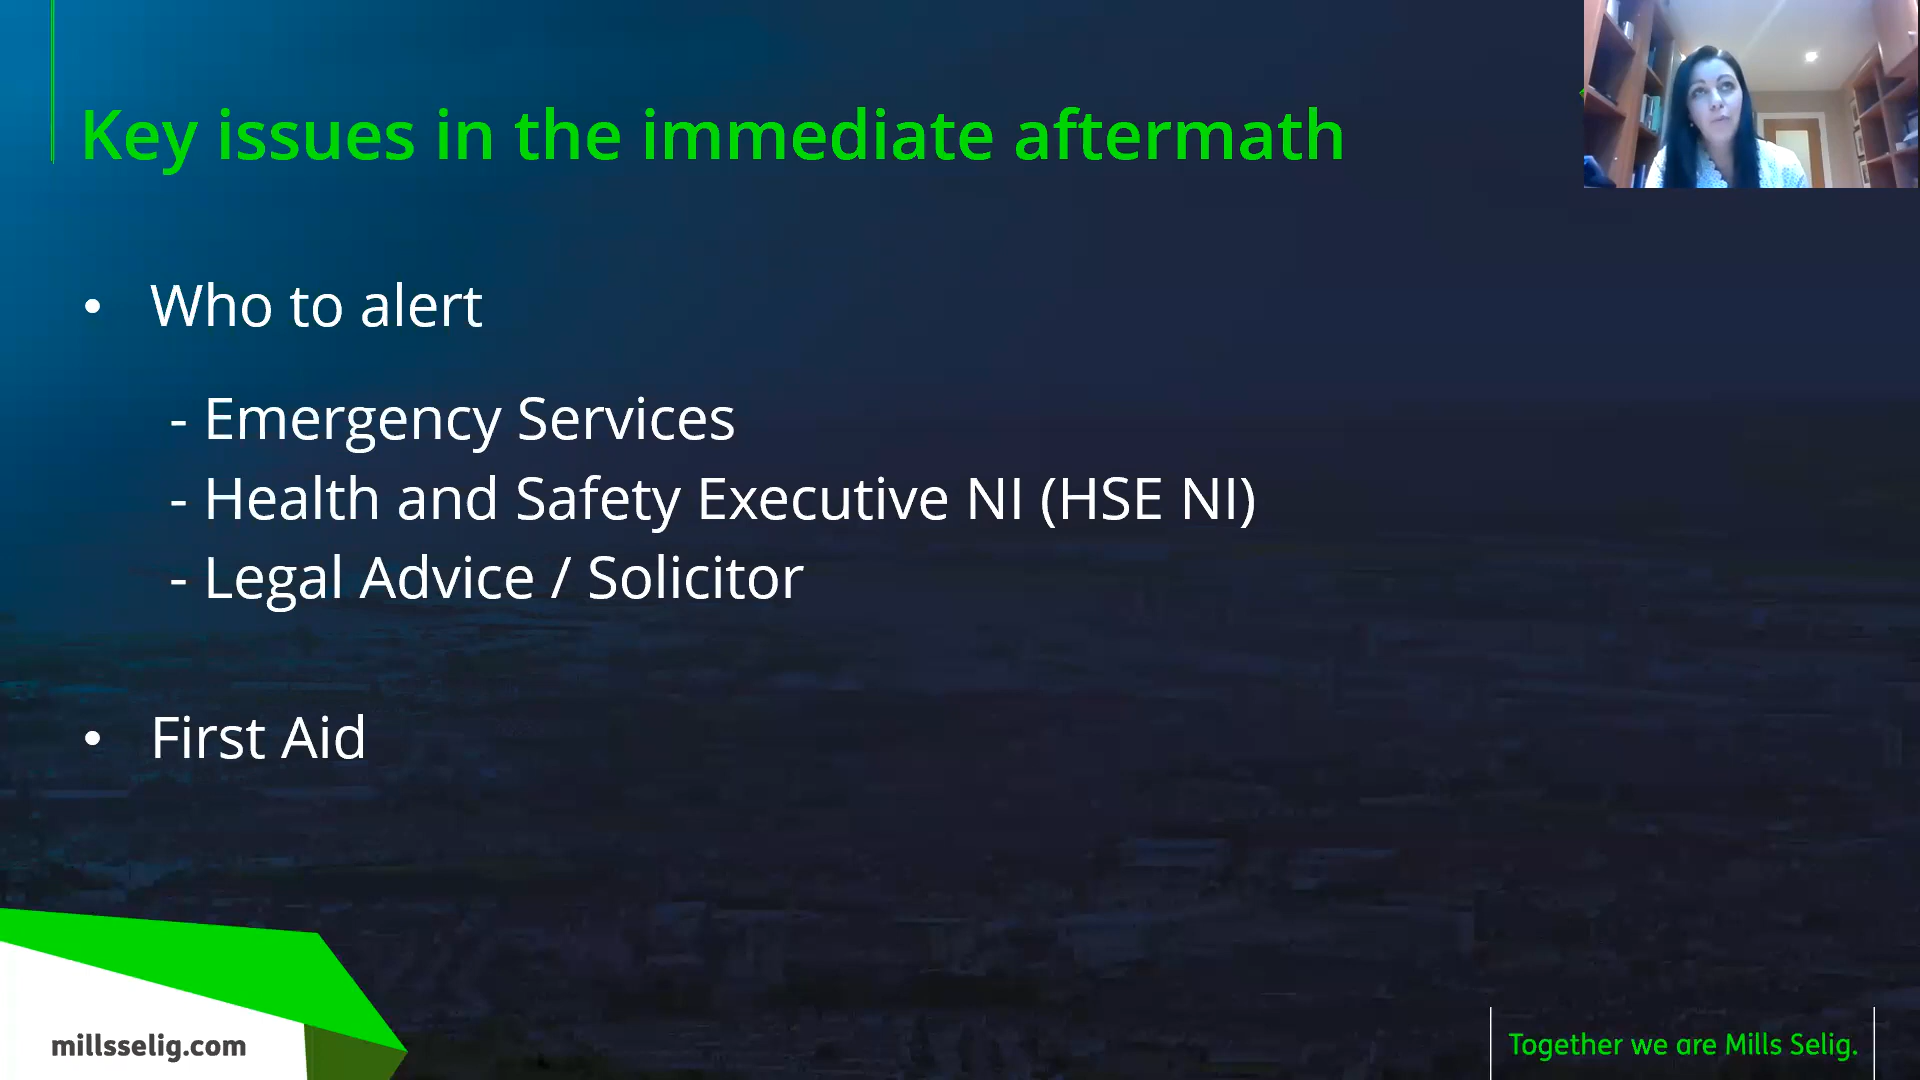 Key issues in the immediate aftermath
• Who to alert
- Emergency Services
- Health and Safety Executive NI (HSE NI)
- Legal Advice / Solicitor
• First Aid
millsselig.com
Together we are Mills Selig.